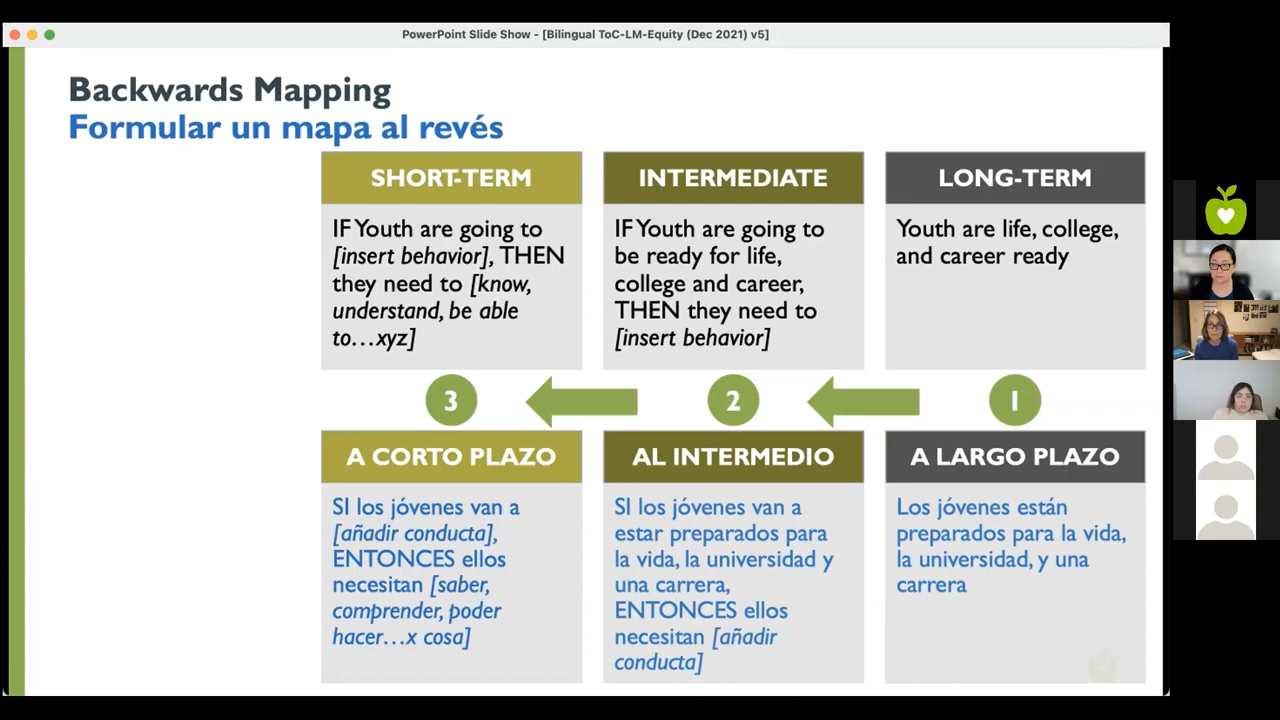 PowerPoint Slide Show - [Bilingual ToC-LM-Equity (Dec 2021) v5]
Backwards Mapping
Formular un mapa al revés
SHORT-TERM
IF Youth are going to
[insert behavior], THEN
they need to [know,
understand, be able
to…xyz]
INTERMEDIATE
IF Youth are going to
be ready for life,
college and career,
THEN they need to
[insert behavior]
LONG-TERM
Youth are life, college,
and career ready
3
2
1
A CORTO PLAZO
SI los jóvenes van a
[añadir conducta],
ENTONCES ellos
necesitan [saber,
comprender, poder
hacer…x cosa]
AL INTERMEDIO
SI los jóvenes van a
estar preparados para
la vida, la universidad y
una carrera,
ENTONCES ellos
necesitan [añadir
conducta]
A LARGO PLAZO
Los jóvenes están
preparados para la vida,
la universidad, y una
carrera